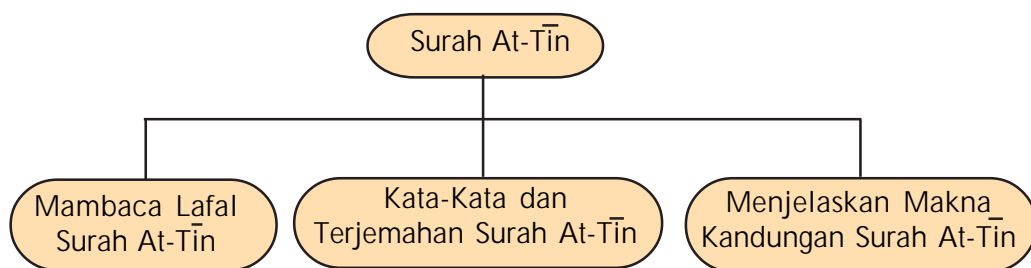 Surah At-Tīn
Mambaca Lafal
Surah At-Tīn
Kata-Kata dan
Terjemahan Surah At-Tīn
Menjelaskan Makna
Kandungan Surah At-Tīn